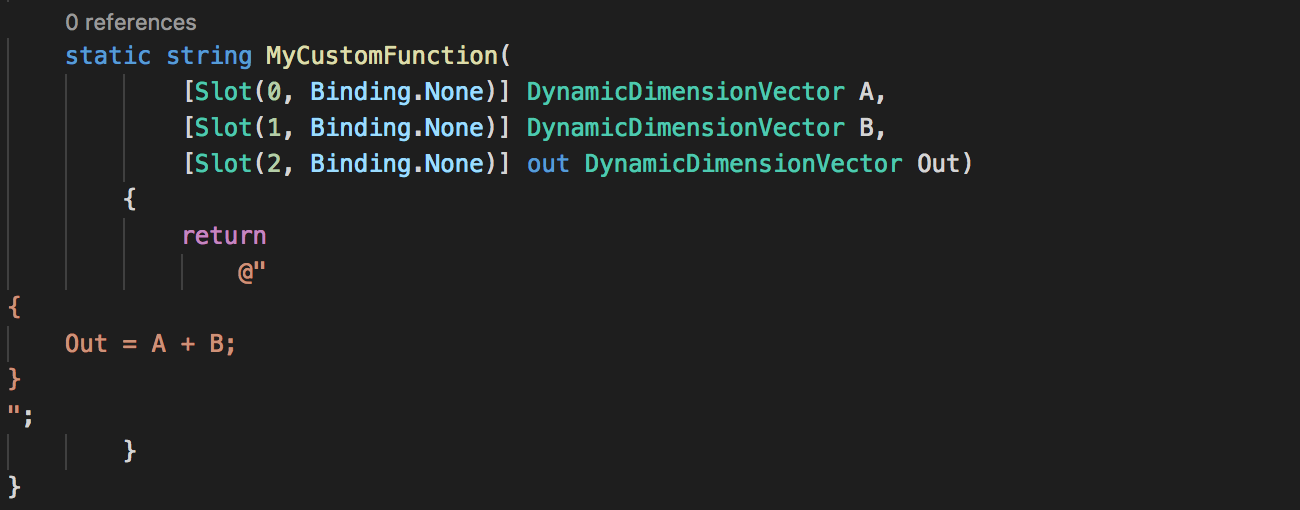 0 references
static string MyCustomFunction(
[Slot(0, Binding.None)] DynamicDimensionVector A,
[Slot(1, Binding.None)] DynamicDimensionVector B,
[Slot(2, Binding.None)] out DynamicDimensionVector Out)
{
return
@"
{
Out = A + B;
}
";
}
}